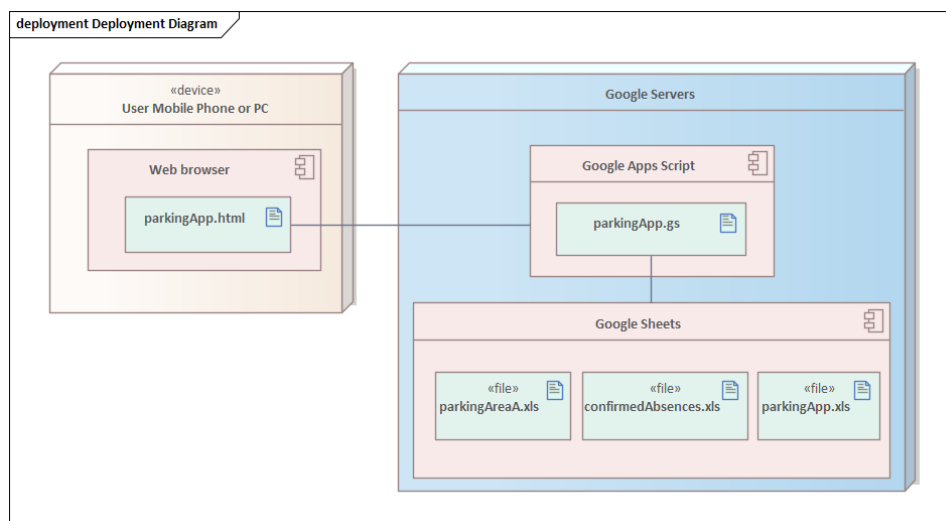 deployment Deployment Diagram
«device»
User Mobile Phone or PC
Web browser
parkingApp.html
Google Servers
Google Apps Script
parkingApp.gs
Google Sheets
«file»
parkingAreaA.xls
«file»
confirmedAbsences.xls
«file»
parkingApp.xls